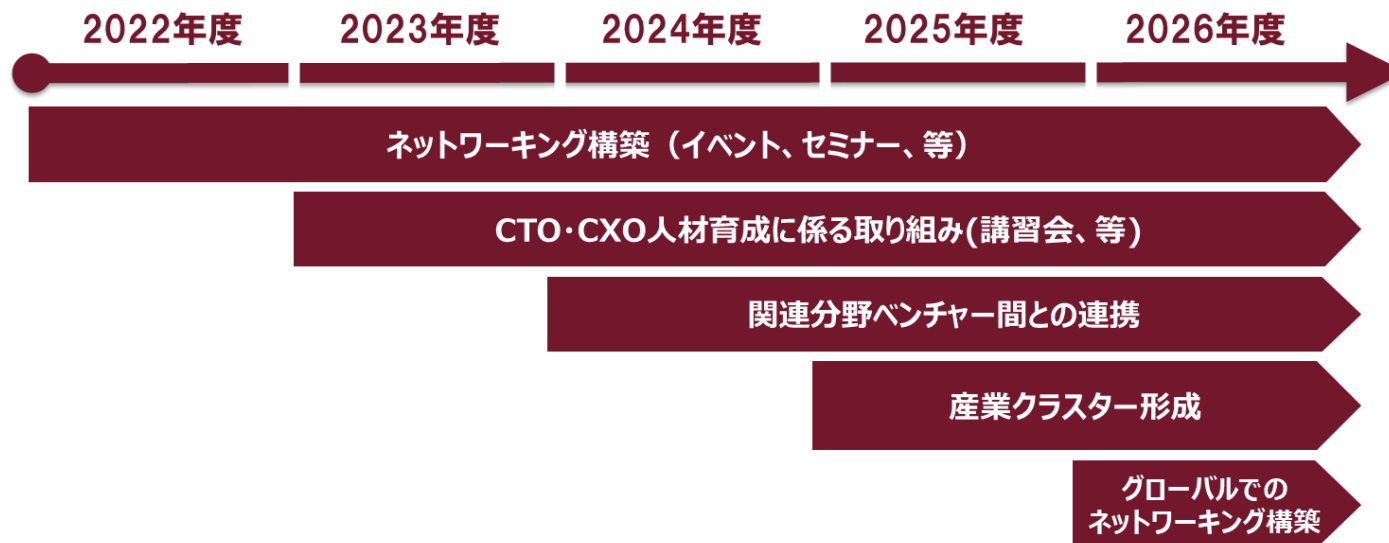 2022年度 2023年度 2024年度 2025年度 2026年度
ネットワーキング構築（イベント、セミナー、等）
CTO・CXO人材育成に係る取り組み(講習会、等)
関連分野ベンチャー間との連携
産業クラスター形成
グローバルでの
ネットワーキング構築